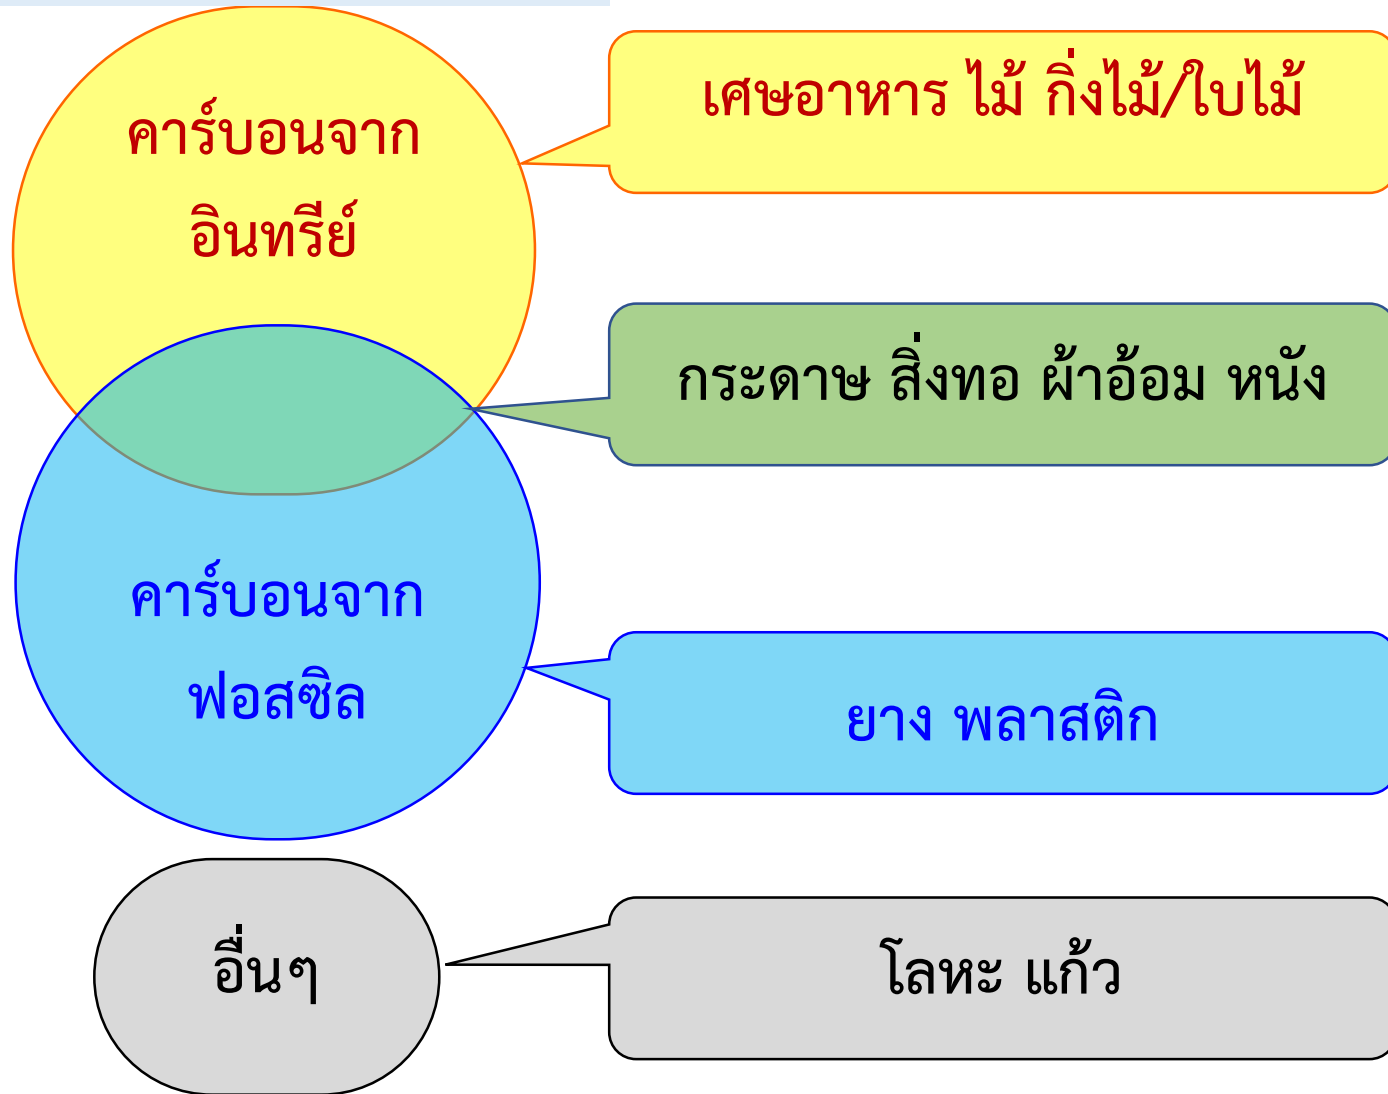 คาร์บอนจาก
อินทรีย์
เศษอาหาร ไม้ กิ่งไม้/ใบไม้
กระดาษ สิ่งทอ ผ้าอ้อม หนัง
คาร์บอนจาก
ฟอสซิล
ยาง พลาสติก
อื่นๆ
โลหะ แก้ว